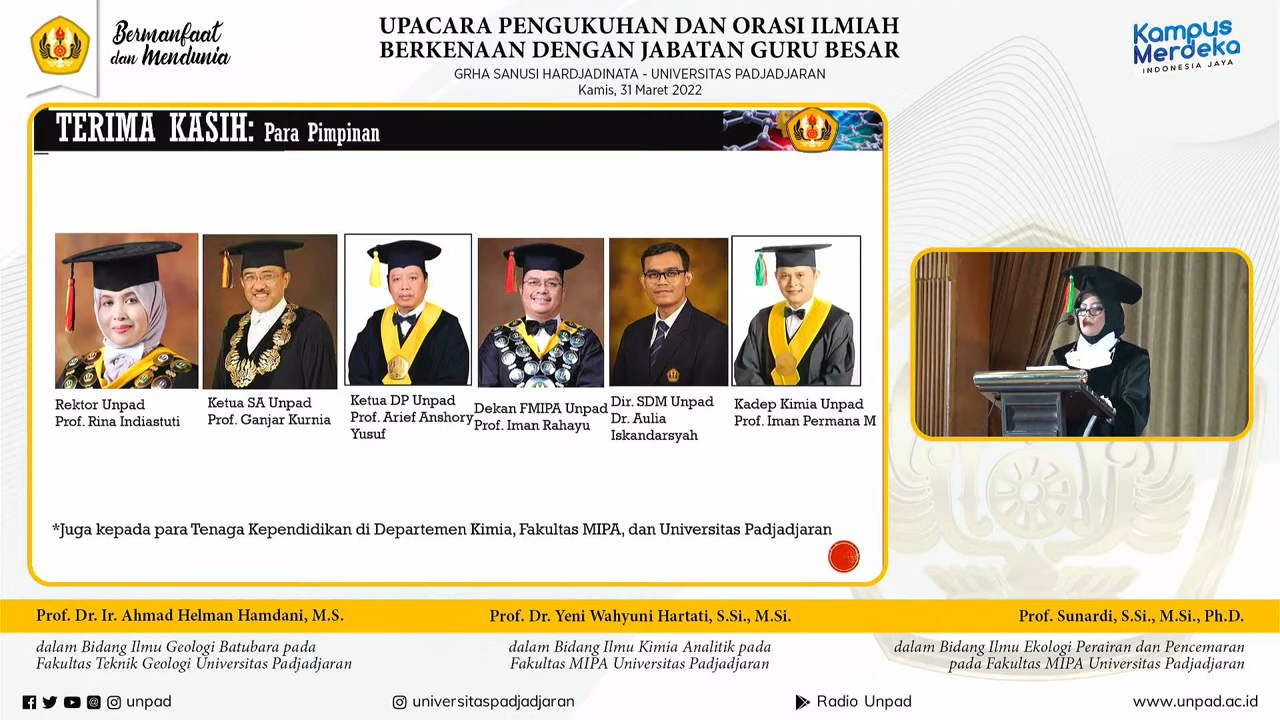 Bermanfaat
dan Mendunia
UPACARA PENGUKUHAN DAN ORASI ILMIAH
BERKENAAN DENGAN JABATAN GURU BESAR
GRHA SANUSI HARDJADINATA - UNIVERSITAS PADJADJARAN
Kamis, 31 Maret 2022
Kampus
Merdeka
INDONESIA JAYA
TERIMA KASIH: Para Pimpinan
Rektor Unpad
Prof. Rina Indiastuti
Ketua SA Unpad
Prof. Ganjar Kurnia
Ketua DP Unpad
Prof. Arief Anshory
Yusuf
Dekan FMIPA Unpad
Prof. Iman Rahayu
Dir. SDM Unpad
Dr. Aulia
Iskandarsyah
Kadep Kimia Unpad
Prof. Iman Permana M
*Juga kepada para Tenaga Kependidikan di Departemen Kimia, Fakultas MIPA, dan Universitas Padjadjaran
Prof. Dr. Ir. Ahmad Helman Hamdani, M.S.
dalam Bidang Ilmu Geologi Batubara pada
Fakultas Teknik Geologi Universitas Padjadjaran
Prof. Dr. Yeni Wahyuni Hartati, S.Si., M.Si.
dalam Bidang Ilmu Kimia Analitik pada
Fakultas MIPA Universitas Padjadjaran
Prof. Sunardi, S.Si., M.Si., Ph.D.
dalam Bidang Ilmu Ekologi Perairan dan Pencemaran
pada Fakultas MIPA Universitas Padjadjaran
unpad
universitaspadjadjaran
Radio Unpad
www.unpad.ac.id